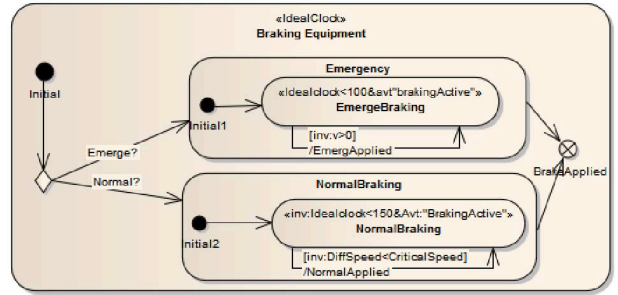 «IdealClock»
Braking Equipment
Initial
Emerge?
Normal?
Emergency
Initial1
«Idealclock<100&avt"brakingActive"»
EmergeBraking
[inv:v>0]
/EmergApplied
BrakeApplied
NormalBraking
Initial2
«inv:Idealclock<150&Avt:"BrakingActive"»
NormalBraking
[inv:DiffSpeed<CriticalSpeed]
/NormalApplied